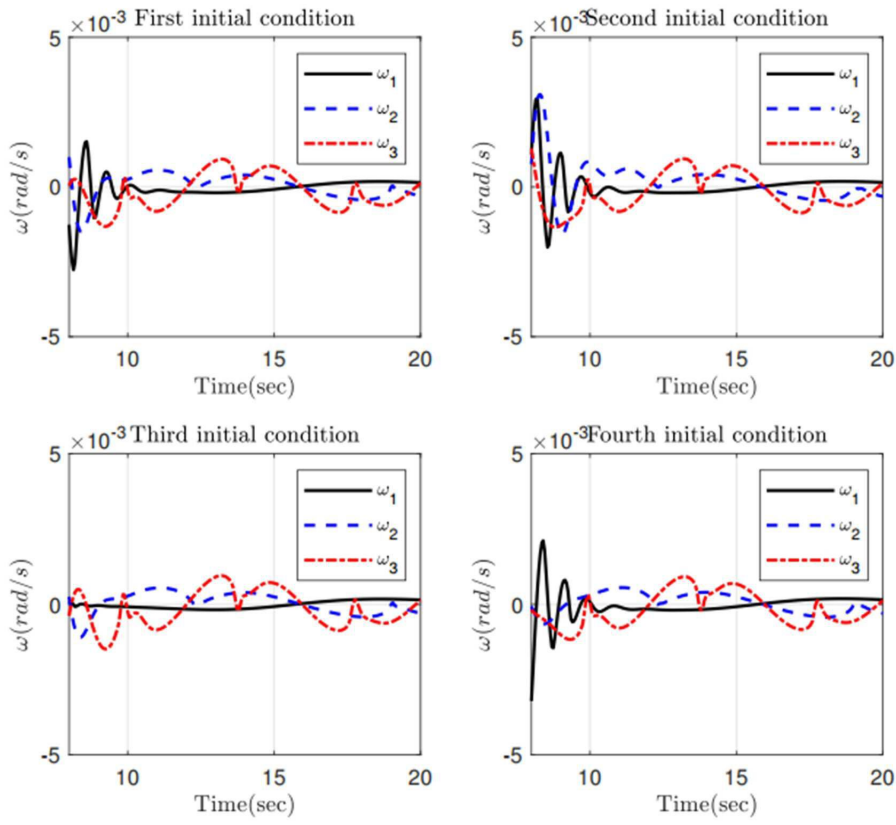 ×10⁻³ First initial condition
5
ω₁
ω₂
ω₃
ω(rad/s)
0
-5
10 15 20
Time(sec)
×10⁻³ Second initial condition
5
ω₁
ω₂
ω₃
ω(rad/s)
0
-5
10 15 20
Time(sec)
×10⁻³ Third initial condition
5
ω₁
ω₂
ω₃
ω(rad/s)
0
-5
10 15 20
Time(sec)
×10⁻³ Fourth initial condition
5
ω₁
ω₂
ω₃
ω(rad/s)
0
-5
10 15 20
Time(sec)